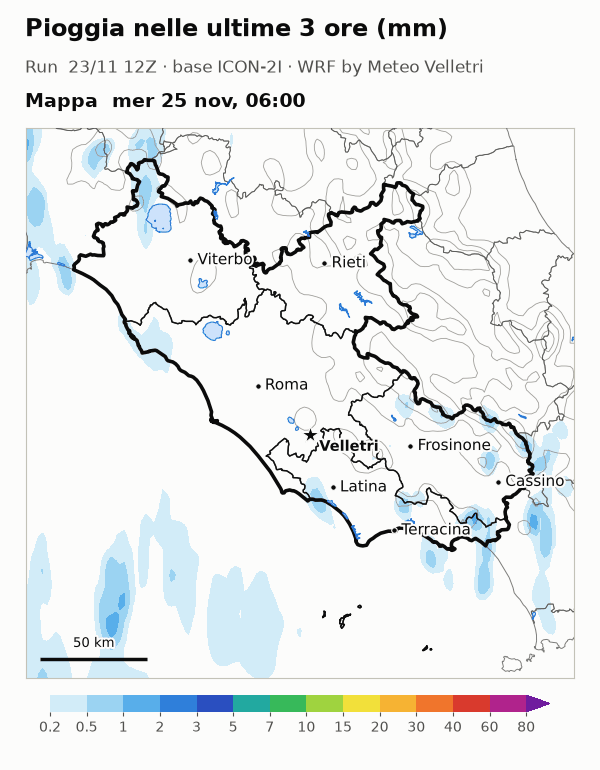 Pioggia nelle ultime 3 ore (mm)
Run  23/11 12Z · base ICON-2I · WRF by Meteo Velletri
Mappa  mer 25 nov, 06:00
Viterbo
Rieti
Roma
Velletri
Frosinone
Latina
Cassino
Terracina
50 km
0.2 0.5 1 2 3 5 7 10 15 20 30 40 60 80